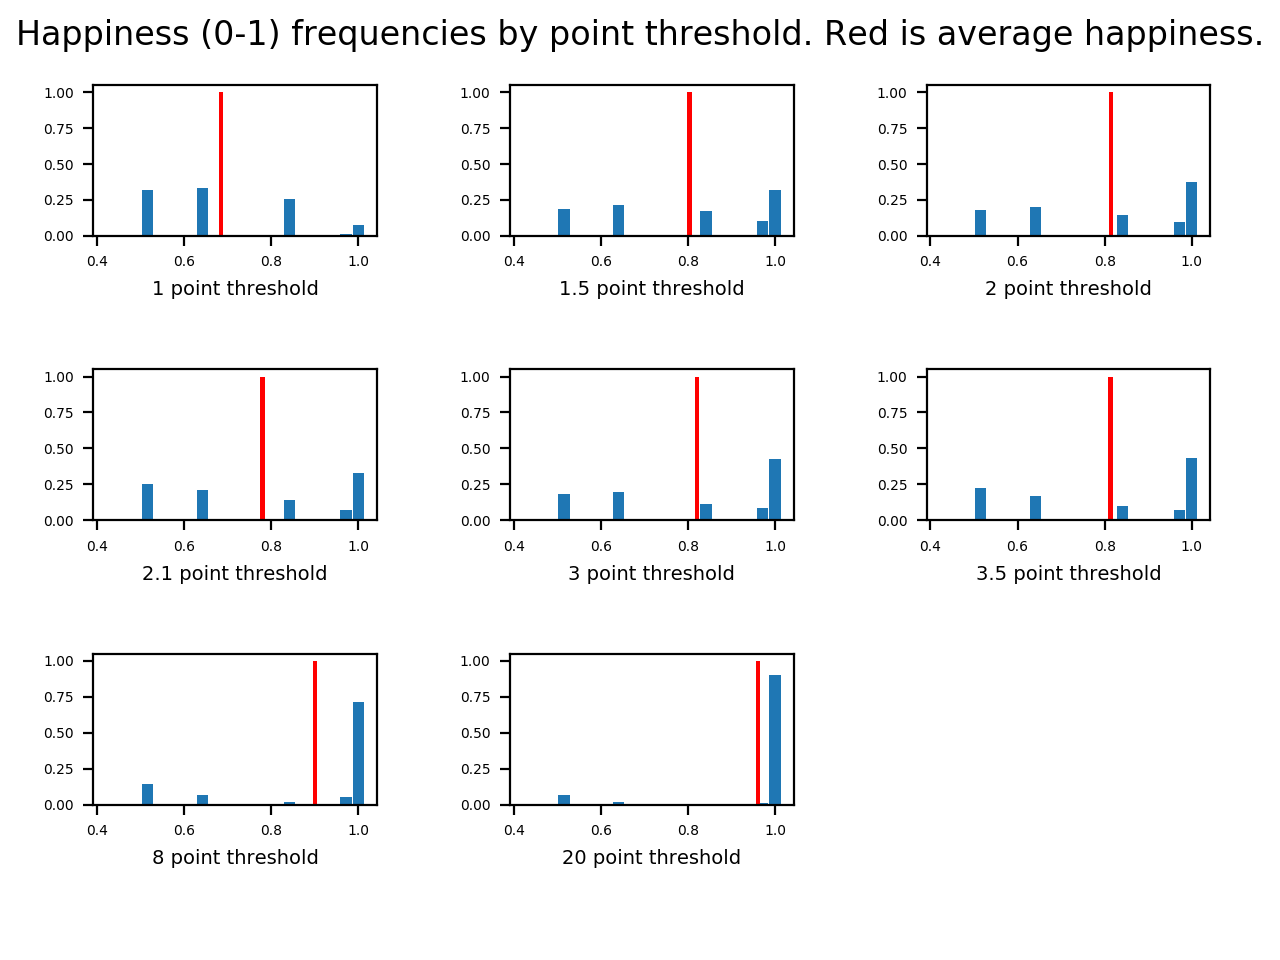 Happiness (0-1) frequencies by point threshold. Red is average happiness.
1.00 1.00 1.00
0.75 0.75 0.75
0.50 0.50 0.50
0.25 0.25 0.25
0.00 0.00 0.00
0.4 0.6 0.8 1.0 0.4 0.6 0.8 1.0 0.4 0.6 0.8 1.0
1 point threshold 1.5 point threshold 2 point threshold
1.00 1.00 1.00
0.75 0.75 0.75
0.50 0.50 0.50
0.25 0.25 0.25
0.00 0.00 0.00
0.4 0.6 0.8 1.0 0.4 0.6 0.8 1.0 0.4 0.6 0.8 1.0
2.1 point threshold 3 point threshold 3.5 point threshold
1.00 1.00
0.75 0.75
0.50 0.50
0.25 0.25
0.00 0.00
0.4 0.6 0.8 1.0 0.4 0.6 0.8 1.0
8 point threshold 20 point threshold